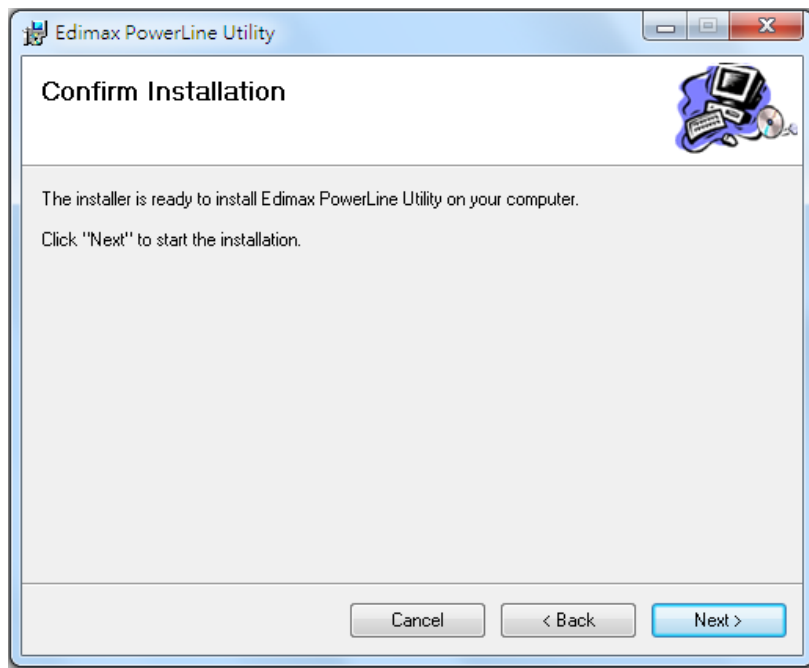 Edimax PowerLine Utility
Confirm Installation
The installer is ready to install Edimax PowerLine Utility on your computer.
Click "Next" to start the installation.
Cancel
< Back
Next >